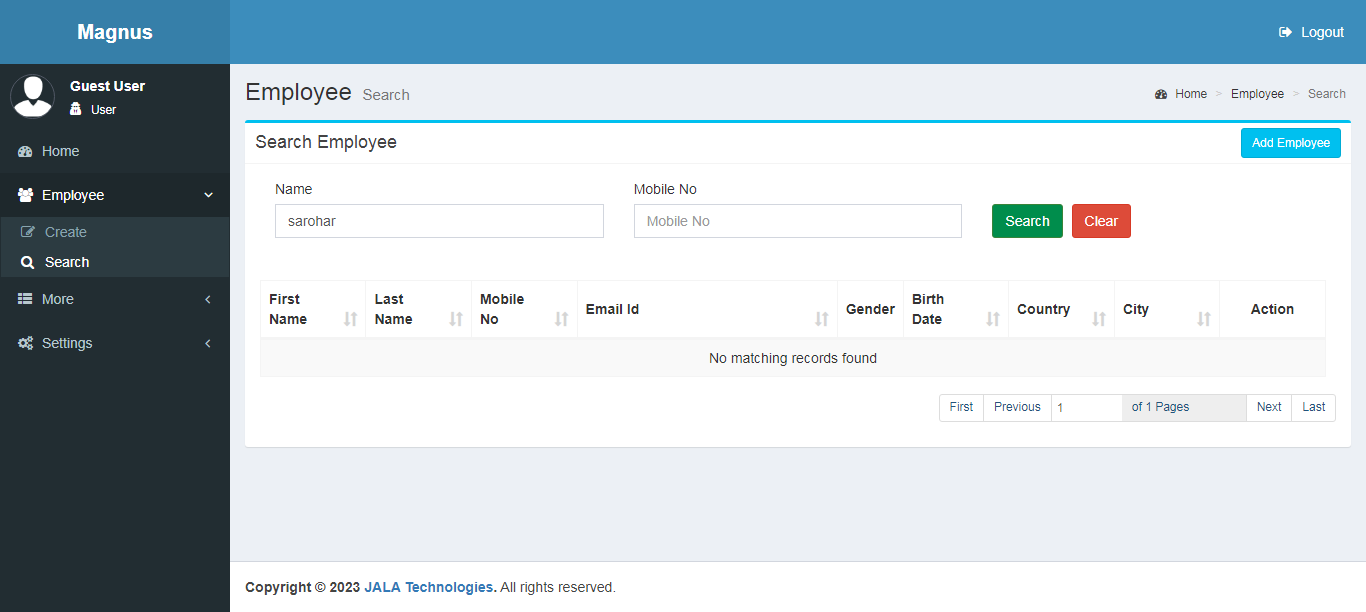 Magnus
Logout
Guest User
User
Home
Employee
Create
Search
More
Settings
Employee Search
Home > Employee > Search
Search Employee
Add Employee
Name
Mobile No
sarohar
Mobile No
Search
Clear
First Name
Last Name
Mobile No
Email Id
Gender
Birth Date
Country
City
Action
No matching records found
First Previous 1 of 1 Pages Next Last
Copyright © 2023 JALA Technologies. All rights reserved.